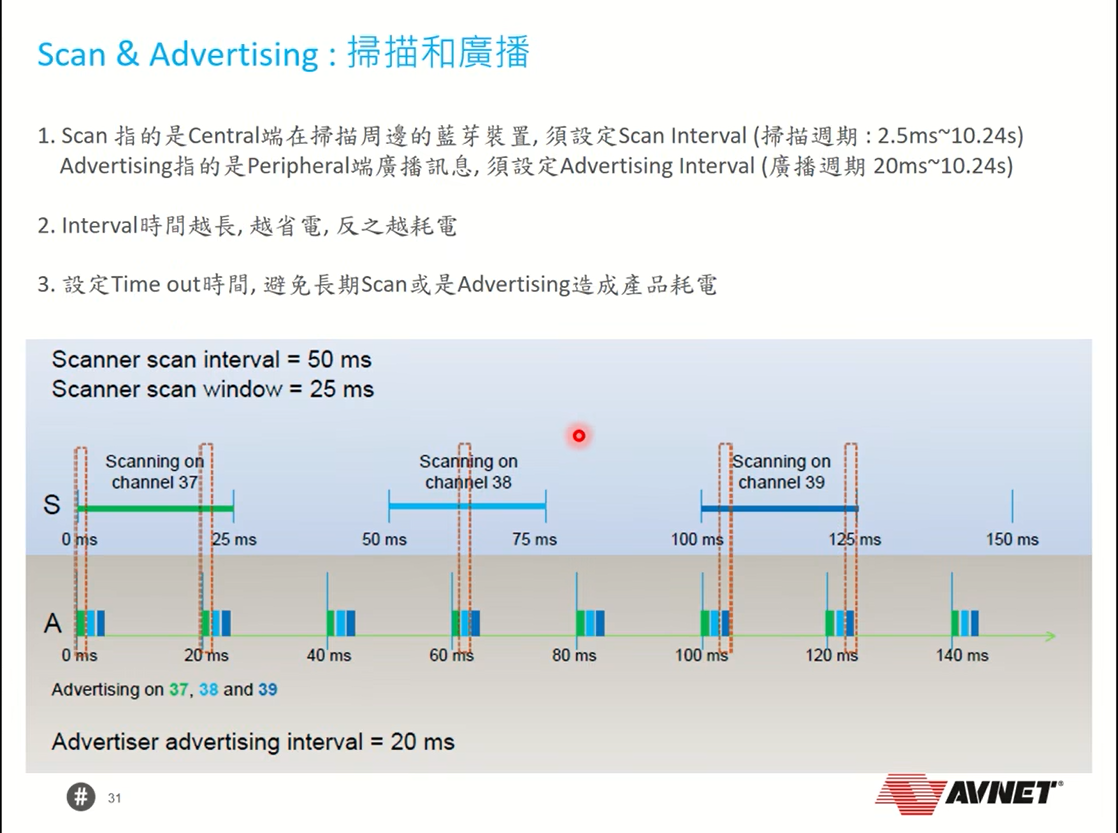 Scan & Advertising : 掃描和廣播
1. Scan 指的是Central端在掃描周邊的藍芽裝置, 須設定Scan Interval (掃描週期 : 2.5ms~10.24s)
Advertising指的是Peripheral端廣播訊息, 須設定Advertising Interval (廣播週期 20ms~10.24s)
2. Interval時間越長, 越省電, 反之越耗電
3. 設定Time out時間, 避免長期Scan或是Advertising造成產品耗電
Scanner scan interval = 50 ms
Scanner scan window = 25 ms
Scanning on channel 37
Scanning on channel 38
Scanning on channel 39
S
0 ms 25 ms 50 ms 75 ms 100 ms 125 ms 150 ms
A
0 ms 20 ms 40 ms 60 ms 80 ms 100 ms 120 ms 140 ms
Advertising on 37, 38 and 39
Advertiser advertising interval = 20 ms
# 31
AVNET®